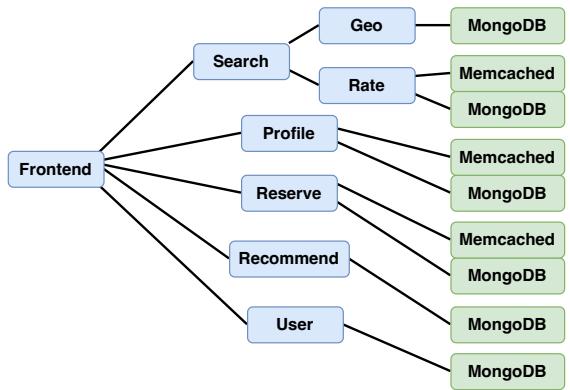 Frontend
Search
Geo
MongoDB
Rate
Memcached
MongoDB
Profile
Memcached
MongoDB
Reserve
Memcached
MongoDB
Recommend
MongoDB
User
MongoDB